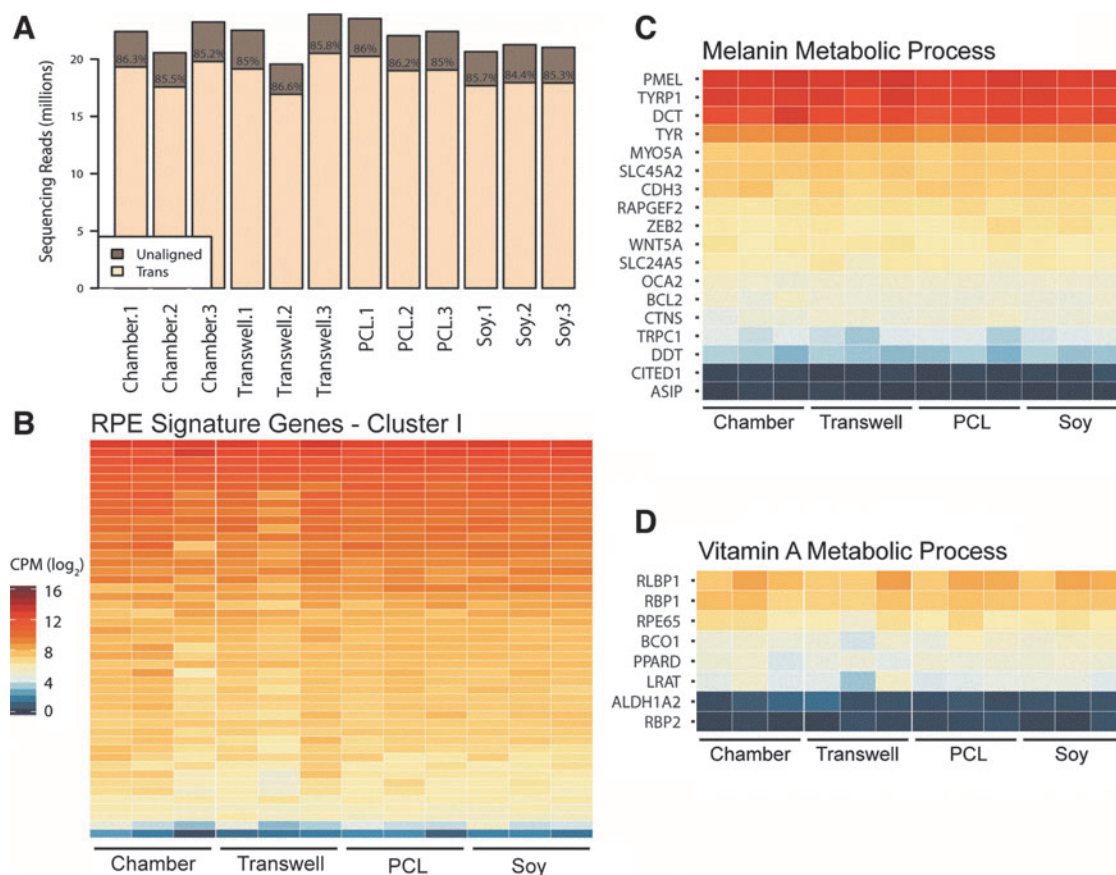 A
Sequencing Reads (millions)
20
15
10
5
0
86.3%
85.5%
85.2%
85%
86.6%
85.8%
86%
86.2%
85%
85.7%
84.4%
85.3%
Unaligned
Trans
Chamber.1
Chamber.2
Chamber.3
Transwell.1
Transwell.2
Transwell.3
PCL.1
PCL.2
PCL.3
Soy.1
Soy.2
Soy.3
B
RPE Signature Genes - Cluster I
CPM (log2)
16
12
8
4
0
Chamber
Transwell
PCL
Soy
C
Melanin Metabolic Process
PMEL
TYRP1
DCT
TYR
MYO5A
SLC45A2
CDH3
RAPGEF2
ZEB2
WNT5A
SLC24A5
OCA2
BCL2
CTNS
TRPC1
DDT
CITED1
ASIP
Chamber
Transwell
PCL
Soy
D
Vitamin A Metabolic Process
RLBP1
RBP1
RPE65
BCO1
PPARD
LRAT
ALDH1A2
RBP2
Chamber
Transwell
PCL
Soy